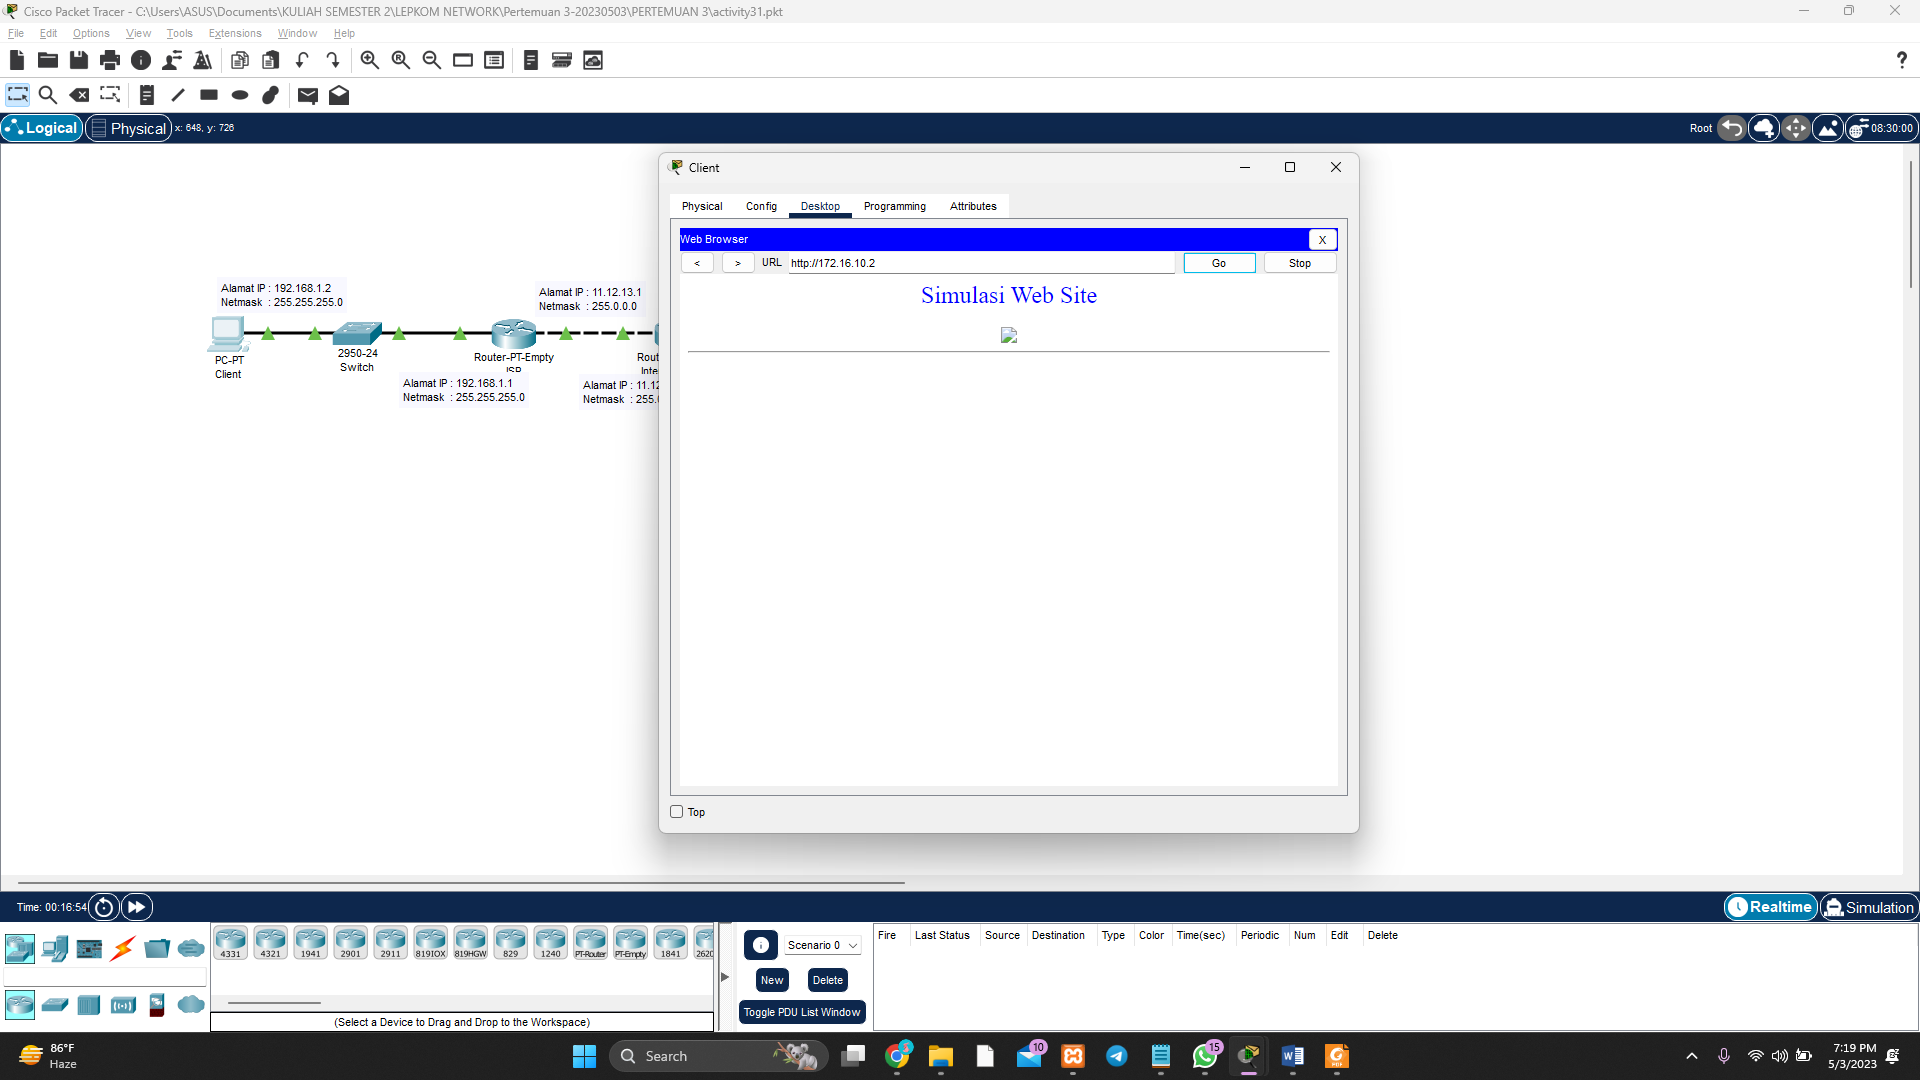 Cisco Packet Tracer - C:\Users\ASUS\Documents\KULIAH SEMESTER 2\LEPKOM NETWORK\Pertemuan 3-20230503\PERTEMUAN 3\activity31.pkt
File Edit Options View Tools Extensions Window Help
Logical Physical x: 648, y: 726 Root 08:30:00
Client
Physical Config Desktop Programming Attributes
Web Browser X
< > URL http://172.16.10.2 Go Stop
Simulasi Web Site
Alamat IP : 192.168.1.2
Netmask : 255.255.255.0
Alamat IP : 11.12.13.1
Netmask : 255.0.0.0
PC-PT
Client
2950-24
Switch
Router-PT-Empty
ISP
Rout
Inte
Alamat IP : 192.168.1.1
Netmask : 255.255.255.0
Alamat IP : 11.12
Netmask : 255.
Top
Time: 00:16:54 Realtime Simulation
4331 4321 1941 2901 2911 819IOX 819HGW 829 1240 PT-Router PT-Empty 1841 2620
(Select a Device to Drag and Drop to the Workspace)
Scenario 0
New Delete
Toggle PDU List Window
Fire Last Status Source Destination Type Color Time(sec) Periodic Num Edit Delete
86°F
Haze
Search
10
15
7:19 PM
5/3/2023